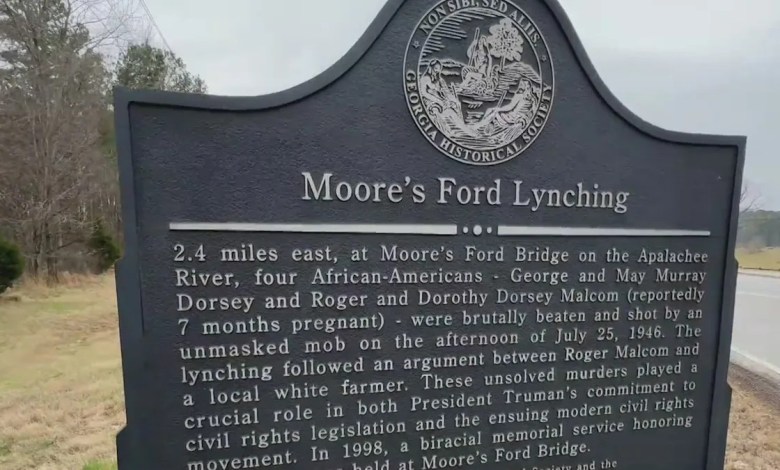 NON SIBI, SED ALIIS.
GEORGIA HISTORICAL SOCIETY
Moore's Ford Lynching
2.4 miles east, at Moore's Ford Bridge on the Apalachee
River, four African-Americans - George and May Murray
Dorsey and Roger and Dorothy Dorsey Malcom (reportedly
7 months pregnant) - were brutally beaten and shot by an
unmasked mob on the afternoon of July 25, 1946. The
lynching followed an argument between Roger Malcom and
a local white farmer. These unsolved murders played a
crucial role in both President Truman's commitment to
civil rights legislation and the ensuing modern civil rights
movement. In 1998, a biracial memorial service honoring
held at Moore's Ford Bridge.
Society and the